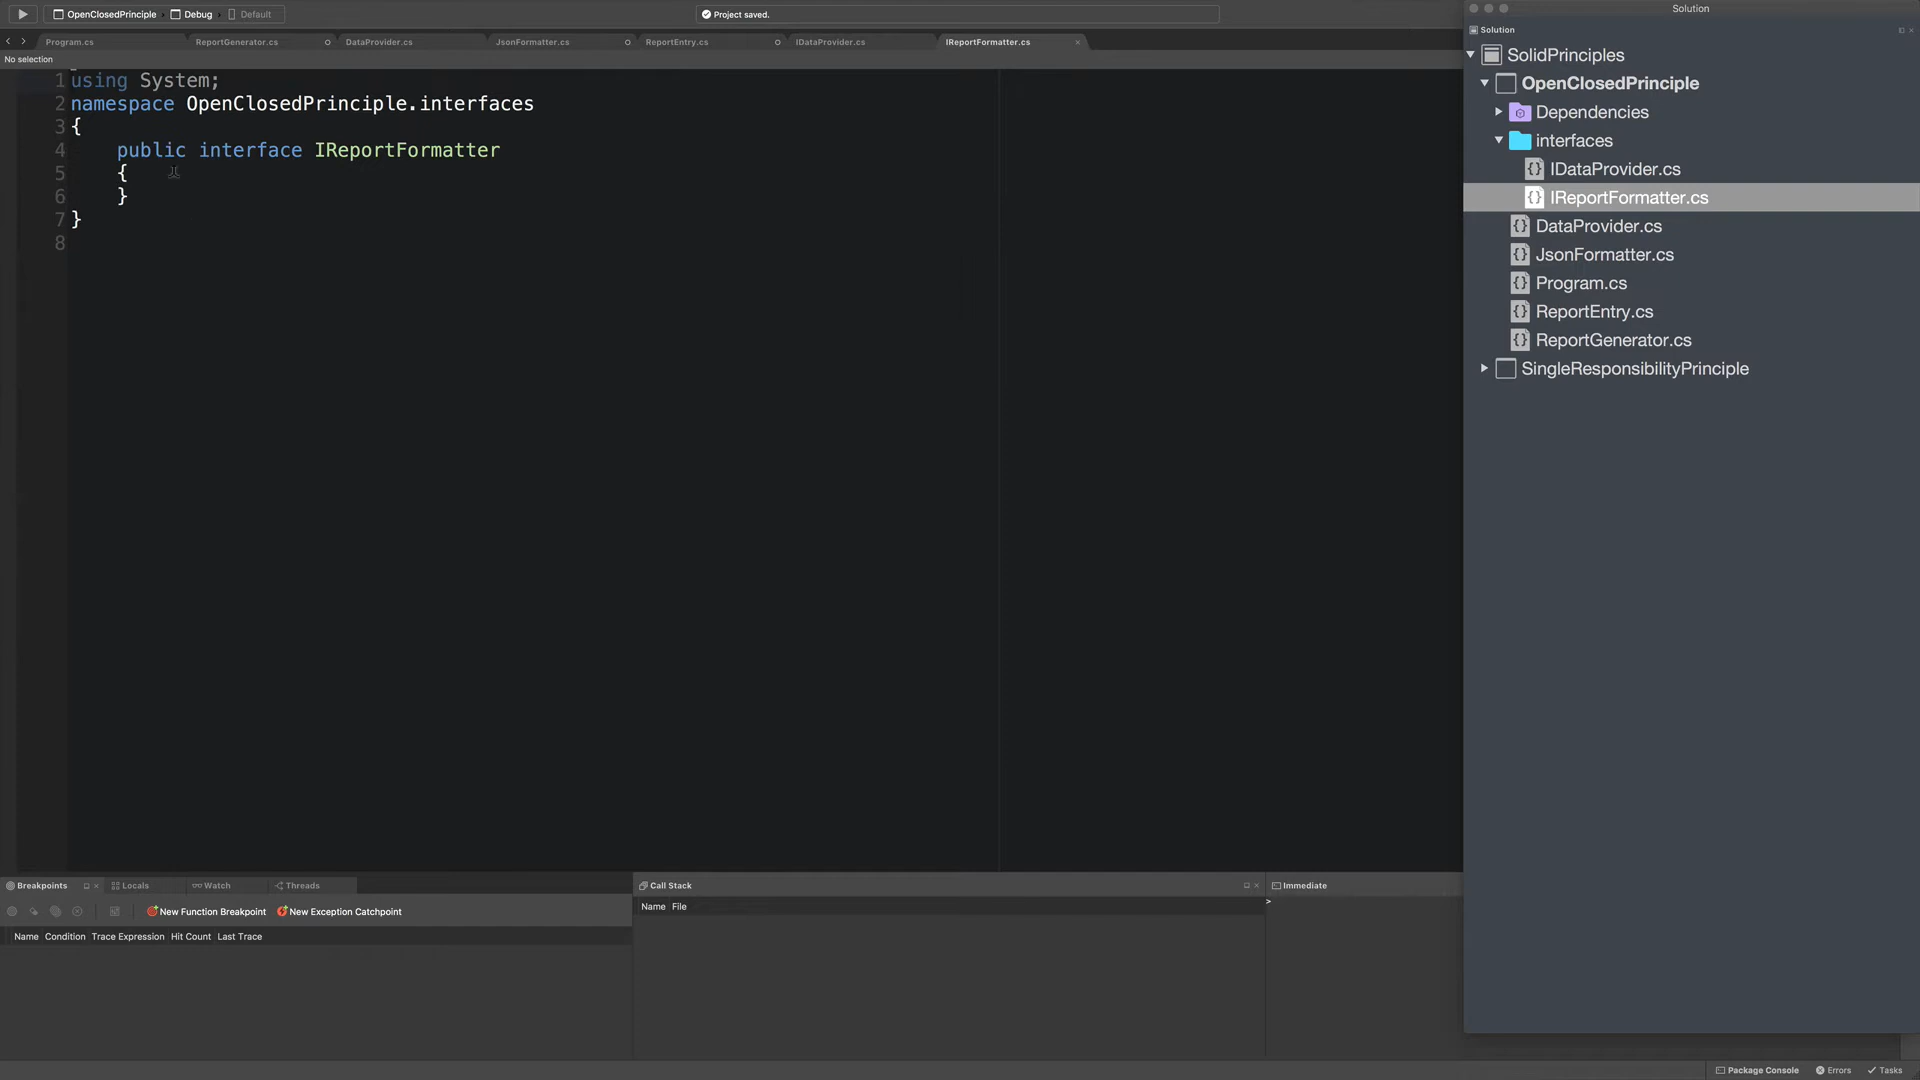 OpenClosedPrinciple › Debug › Default
Project saved.
Solution
Program.cs ReportGenerator.cs DataProvider.cs JsonFormatter.cs ReportEntry.cs IDataProvider.cs IReportFormatter.cs
No selection
1 using System;
2 namespace OpenClosedPrinciple.interfaces
3 {
4 public interface IReportFormatter
5 {
6 }
7 }
8
Solution
SolidPrinciples
OpenClosedPrinciple
Dependencies
interfaces
IDataProvider.cs
IReportFormatter.cs
DataProvider.cs
JsonFormatter.cs
Program.cs
ReportEntry.cs
ReportGenerator.cs
SingleResponsibilityPrinciple
Breakpoints Locals Watch Threads
New Function Breakpoint New Exception Catchpoint
Name Condition Trace Expression Hit Count Last Trace
Call Stack
Name File
Immediate
>
Package Console Errors Tasks